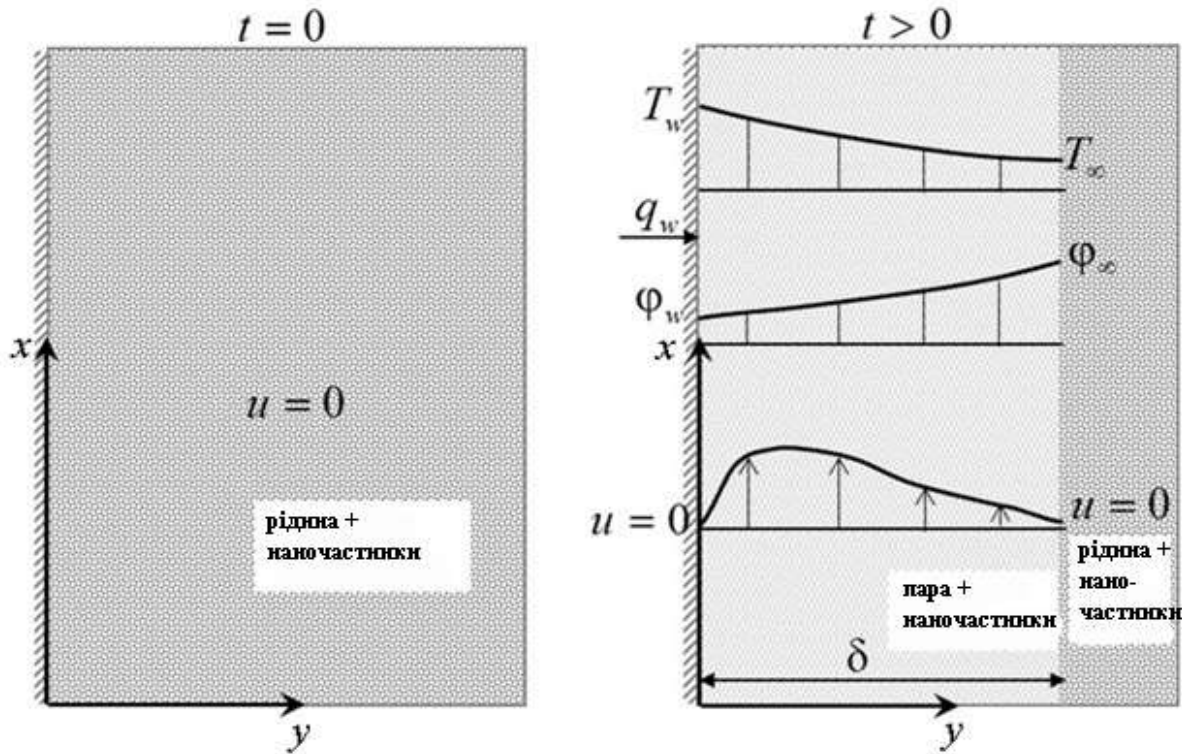 t = 0
x
u = 0
рідина +
наночастинки
y
t > 0
T_w
T_∞
q_w
φ_∞
φ_w
x
u = 0
u = 0
пара +
наночастинки
рідина +
нано-
частинки
δ
y